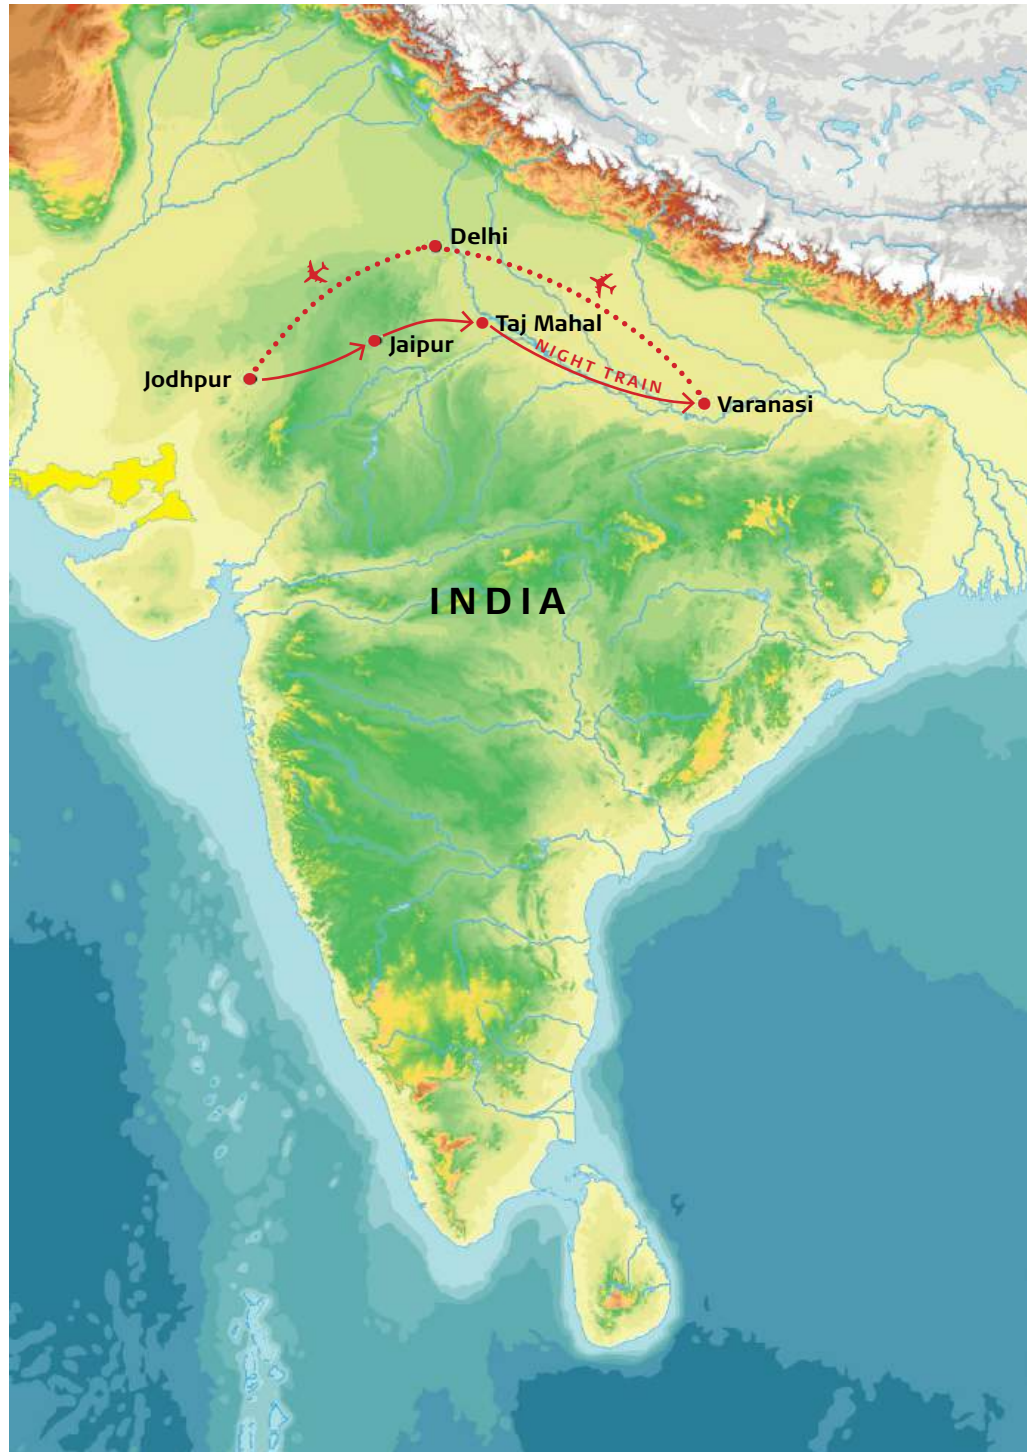 Delhi
Taj Mahal
Jaipur
NIGHT TRAIN
Jodhpur
Varanasi
INDIA